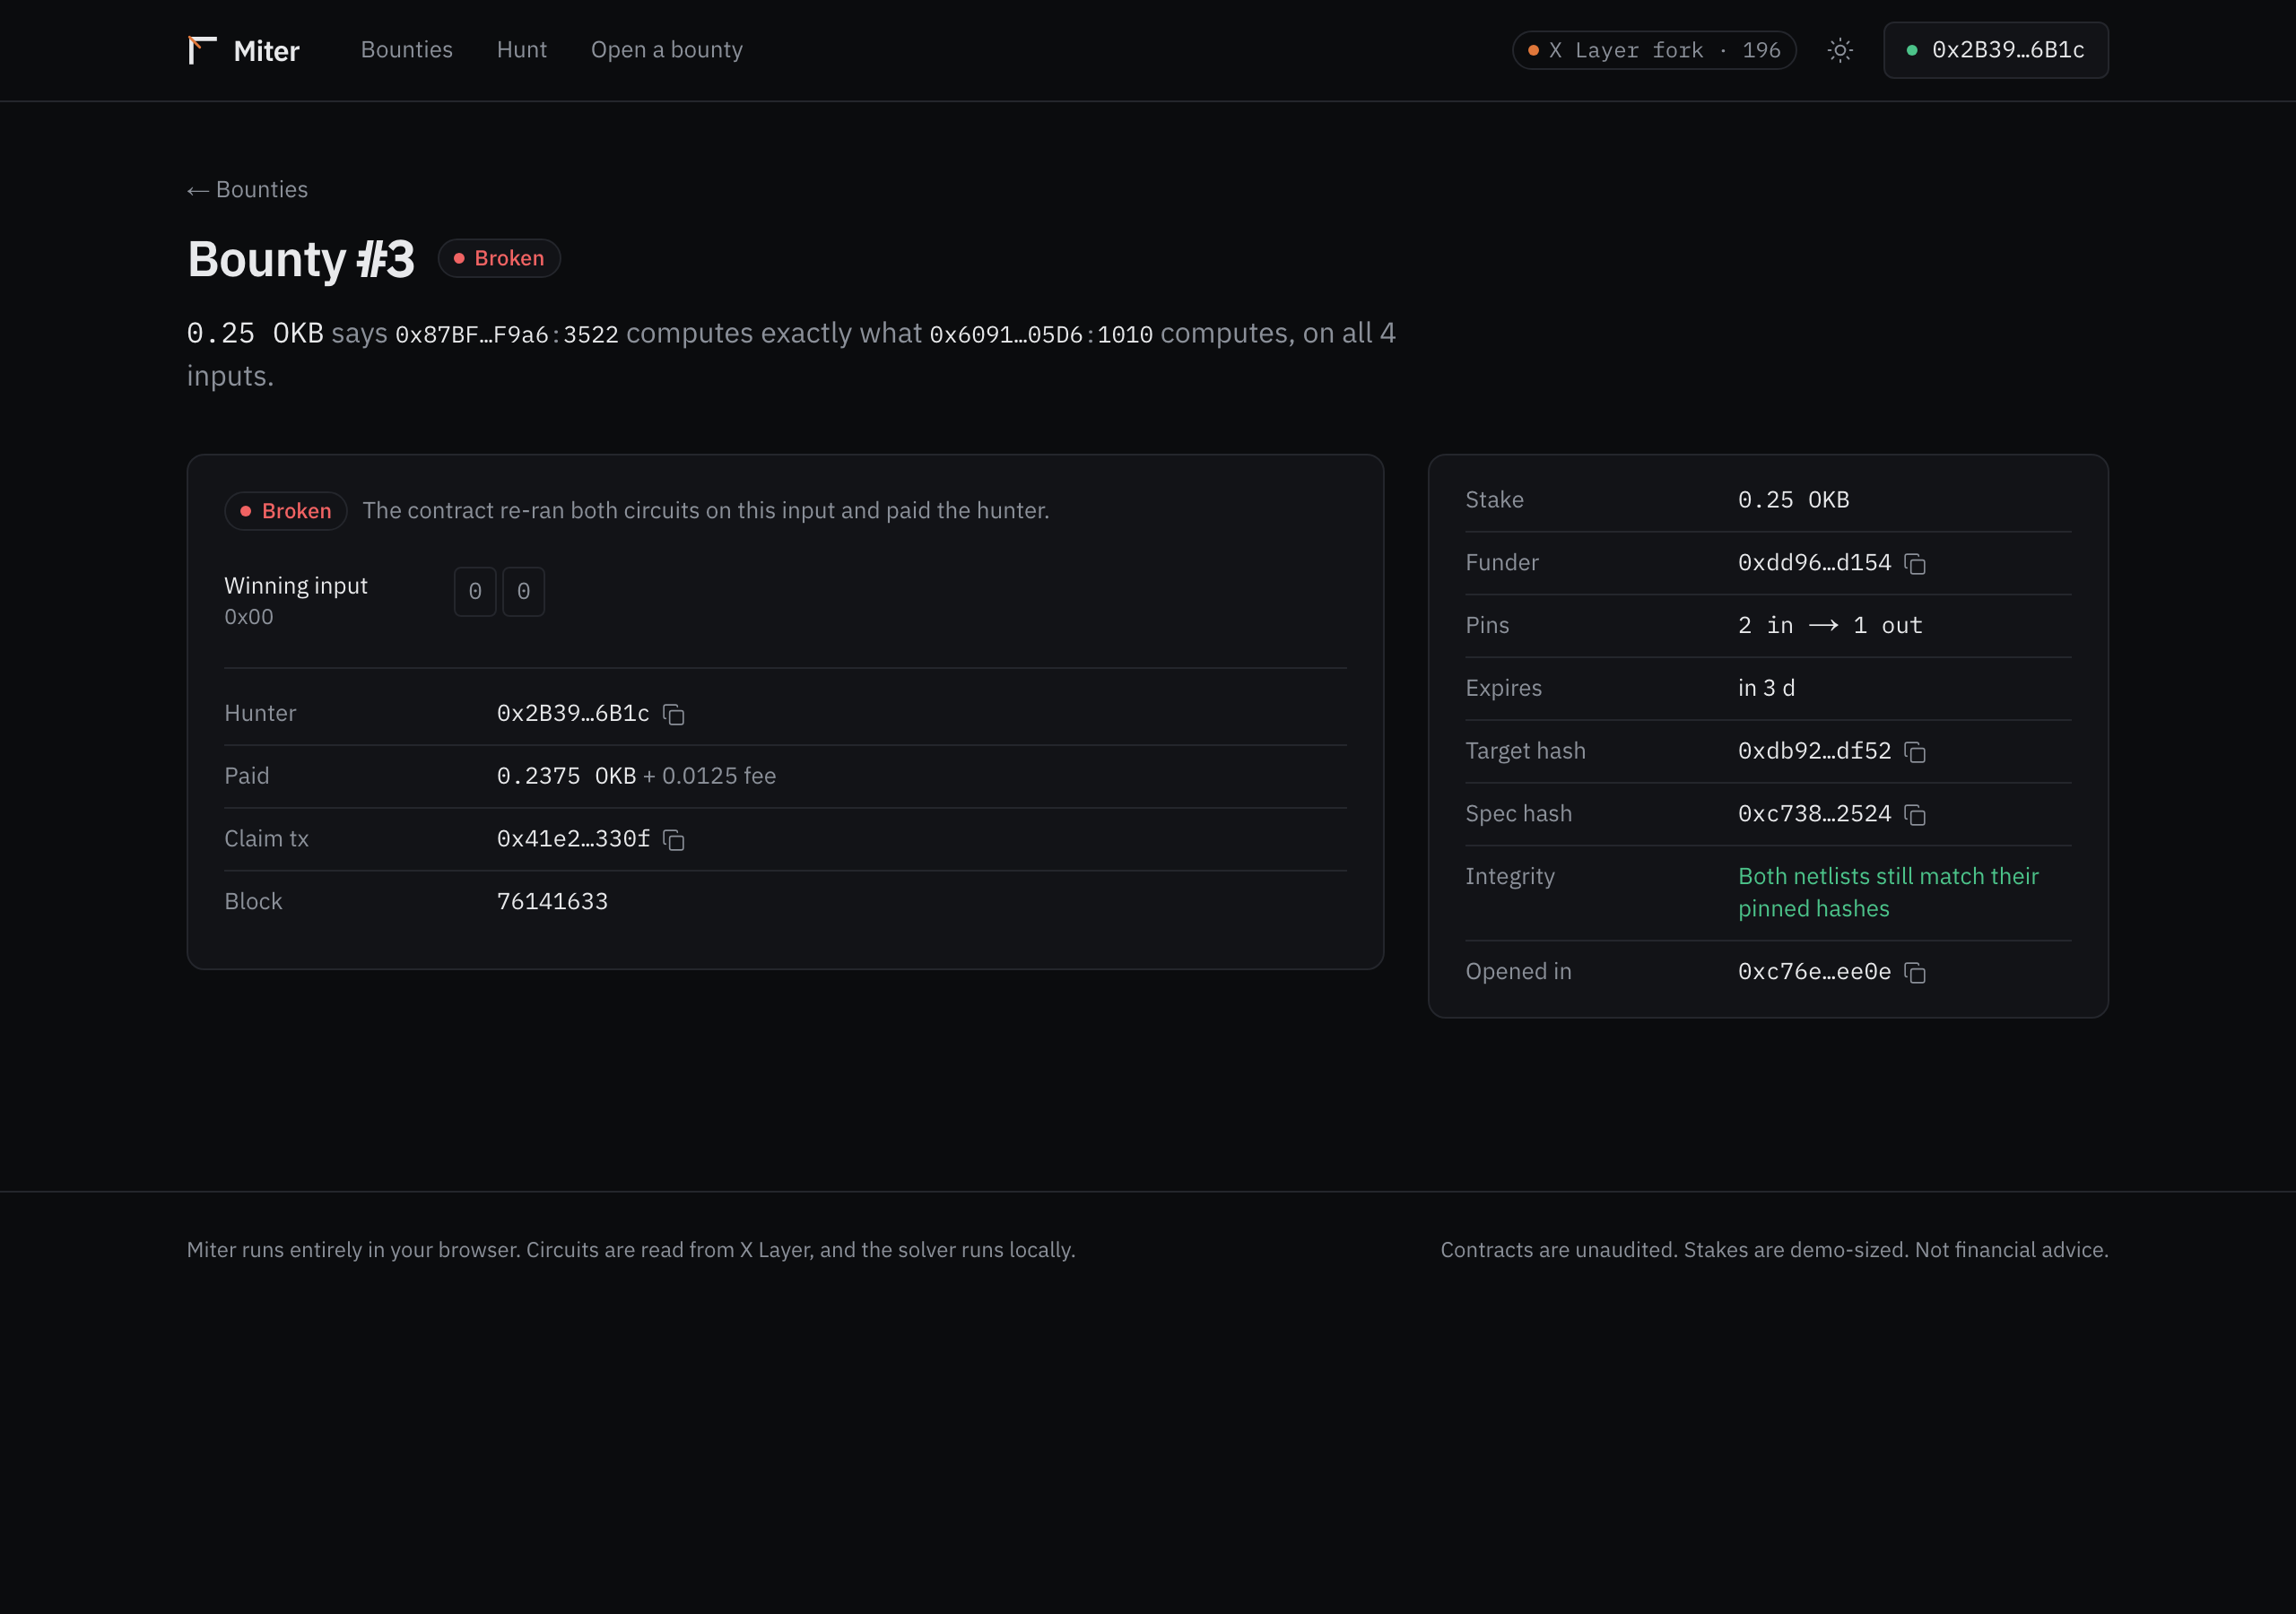 Miter
Bounties
Hunt
Open a bounty
X Layer fork · 196
0x2B39…6B1c
← Bounties
Bounty #3
Broken
0.25 OKB says 0x87BF…F9a6:3522 computes exactly what 0x6091…05D6:1010 computes, on all 4
inputs.
Broken
The contract re-ran both circuits on this input and paid the hunter.
Winning input
0x00
0 0
Hunter 0x2B39…6B1c
Paid 0.2375 OKB + 0.0125 fee
Claim tx 0x41e2…330f
Block 76141633
Stake 0.25 OKB
Funder 0xdd96…d154
Pins 2 in → 1 out
Expires in 3 d
Target hash 0xdb92…df52
Spec hash 0xc738…2524
Integrity Both netlists still match their
pinned hashes
Opened in 0xc76e…ee0e
Miter runs entirely in your browser. Circuits are read from X Layer, and the solver runs locally.
Contracts are unaudited. Stakes are demo-sized. Not financial advice.